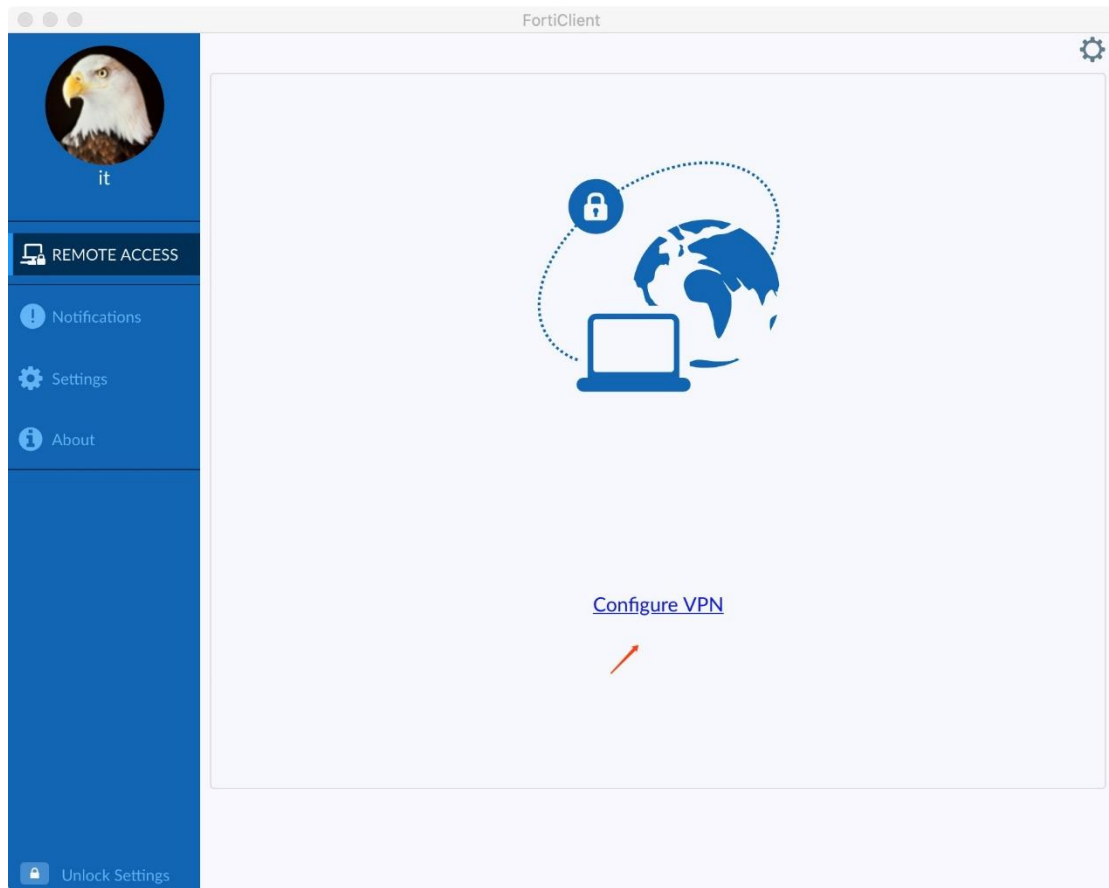 FortiClient
it
REMOTE ACCESS
Notifications
Settings
About
Configure VPN
Unlock Settings